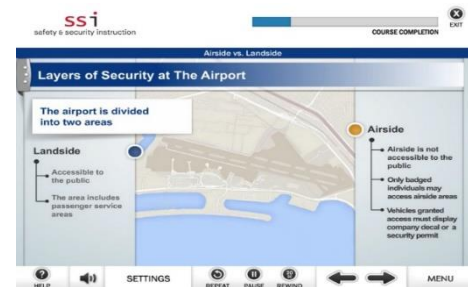 ssi
safety & security instruction
EXIT
COURSE COMPLETION
Airside vs. Landside
Layers of Security at The Airport
The airport is divided
into two areas
Landside
Accessible to
the public
The area includes
passenger service
areas
Airside
Airside is not
accessible to the
public
Only badged
individuals may
access airside areas
Vehicles granted
access must display
company decal or a
security permit
HELP
SETTINGS
REPEAT
PAUSE
REWIND
MENU